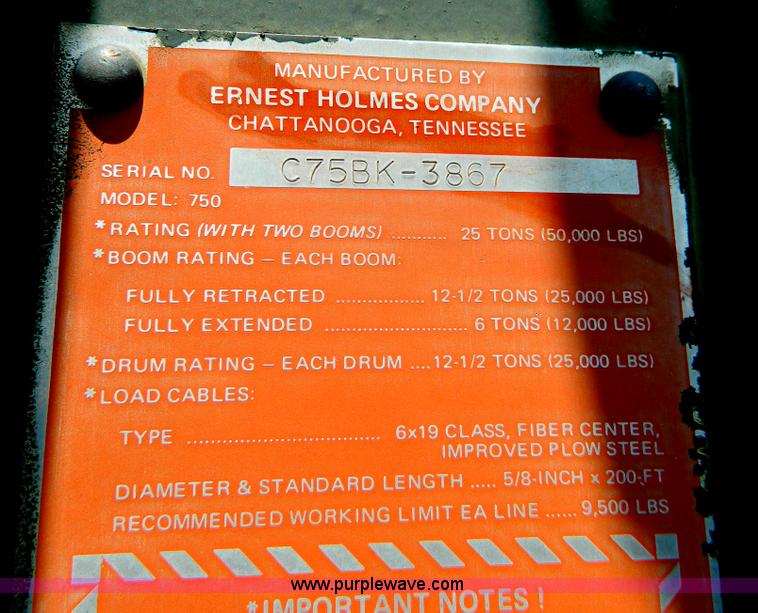 MANUFACTURED BY
ERNEST HOLMES COMPANY
CHATTANOOGA, TENNESSEE
SERIAL NO. C75BK-3867
MODEL: 750
*RATING (WITH TWO BOOMS) ........... 25 TONS (50,000 LBS)
*BOOM RATING – EACH BOOM:
FULLY RETRACTED ................. 12-1/2 TONS (25,000 LBS)
FULLY EXTENDED ........................... 6 TONS (12,000 LBS)
*DRUM RATING – EACH DRUM ....12-1/2 TONS (25,000 LBS)
*LOAD CABLES:
TYPE .................................. 6x19 CLASS, FIBER CENTER,
IMPROVED PLOW STEEL
DIAMETER & STANDARD LENGTH ..... 5/8-INCH x 200-FT
RECOMMENDED WORKING LIMIT EA LINE ...... 9,500 LBS
www.purplewave.com
*IMPORTANT NOTES !